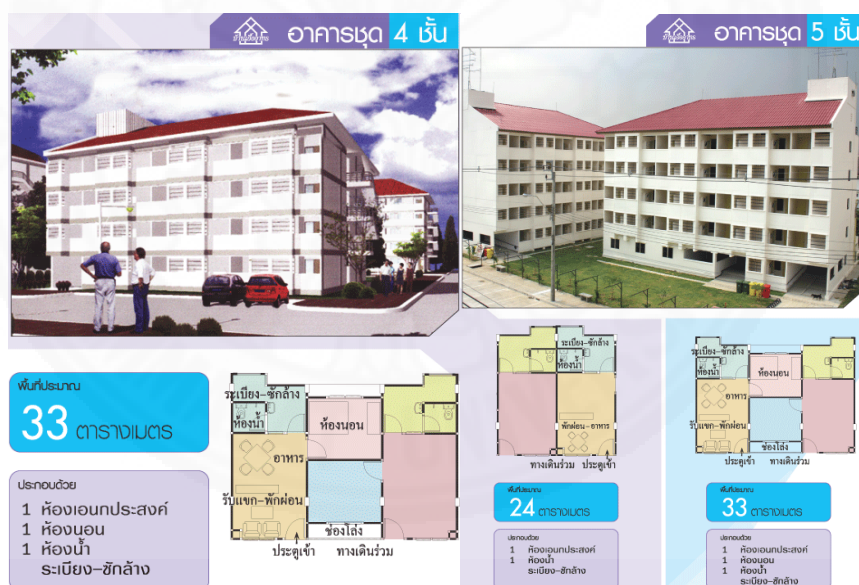 อาคารชุด 4 ชั้น
อาคารชุด 5 ชั้น
พื้นที่ประมาณ
33 ตารางเมตร
ประกอบด้วย
1 ห้องเอนกประสงค์
1 ห้องนอน
1 ห้องน้ำ
ระเบียง-ซักล้าง
ระเบียง-ซักล้าง
ห้องน้ำ
ห้องนอน
อาหาร
รับแขก-พักผ่อน
ช่องโล่ง
ประตูเข้า ทางเดินร่วม
ระเบียง-ซักล้าง
ห้องน้ำ
พักผ่อน-อาหาร
ทางเดินร่วม ประตูเข้า
พื้นที่ประมาณ
24 ตารางเมตร
ประกอบด้วย
1 ห้องเอนกประสงค์
1 ห้องน้ำ
ระเบียง-ซักล้าง
ระเบียง-ซักล้าง
ห้องน้ำ
ห้องนอน
อาหาร
รับแขก-พักผ่อน
ช่องโล่ง
ประตูเข้า ทางเดินร่วม
พื้นที่ประมาณ
33 ตารางเมตร
ประกอบด้วย
1 ห้องเอนกประสงค์
1 ห้องนอน
1 ห้องน้ำ
ระเบียง-ซักล้าง